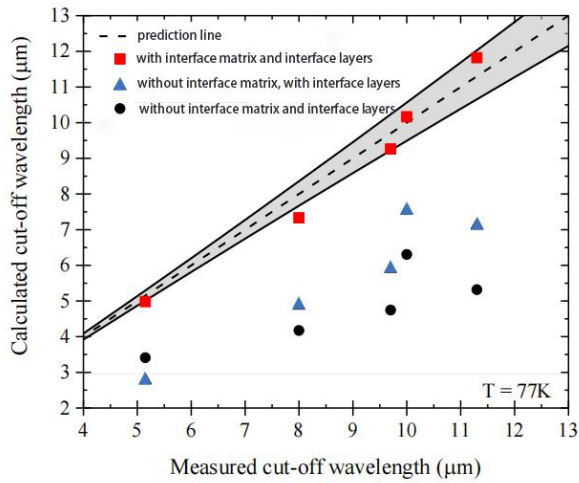 13
12
11
10
9
8
7
6
5
4
3
2
Calculated cut-off wavelength (μm)
prediction line
with interface matrix and interface layers
without interface matrix, with interface layers
without interface matrix and interface layers
T = 77K
4 5 6 7 8 9 10 11 12 13
Measured cut-off wavelength (μm)